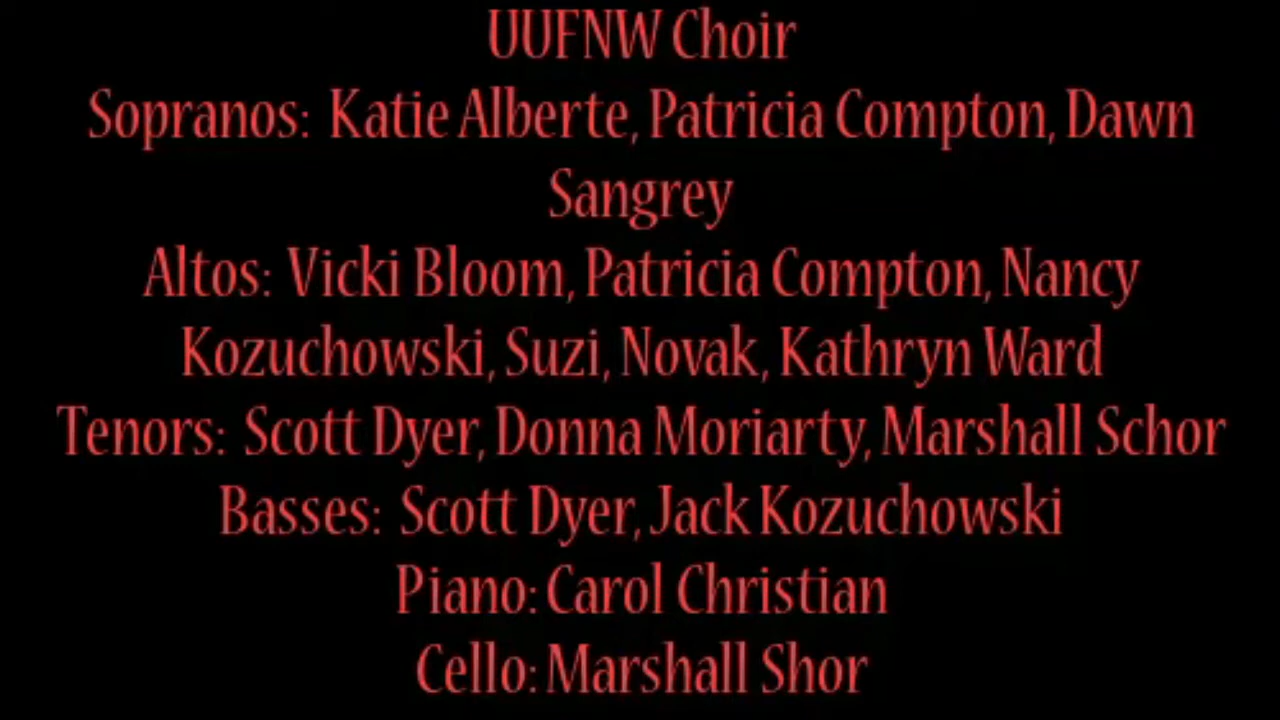 UUFNW Choir
Sopranos: Katie Alberte, Patricia Compton, Dawn
Sangrey
Altos: Vicki Bloom, Patricia Compton, Nancy
Kozuchowski, Suzi, Novak, Kathryn Ward
Tenors: Scott Dyer, Donna Moriarty, Marshall Schor
Basses: Scott Dyer, Jack Kozuchowski
Piano: Carol Christian
Cello: Marshall Shor